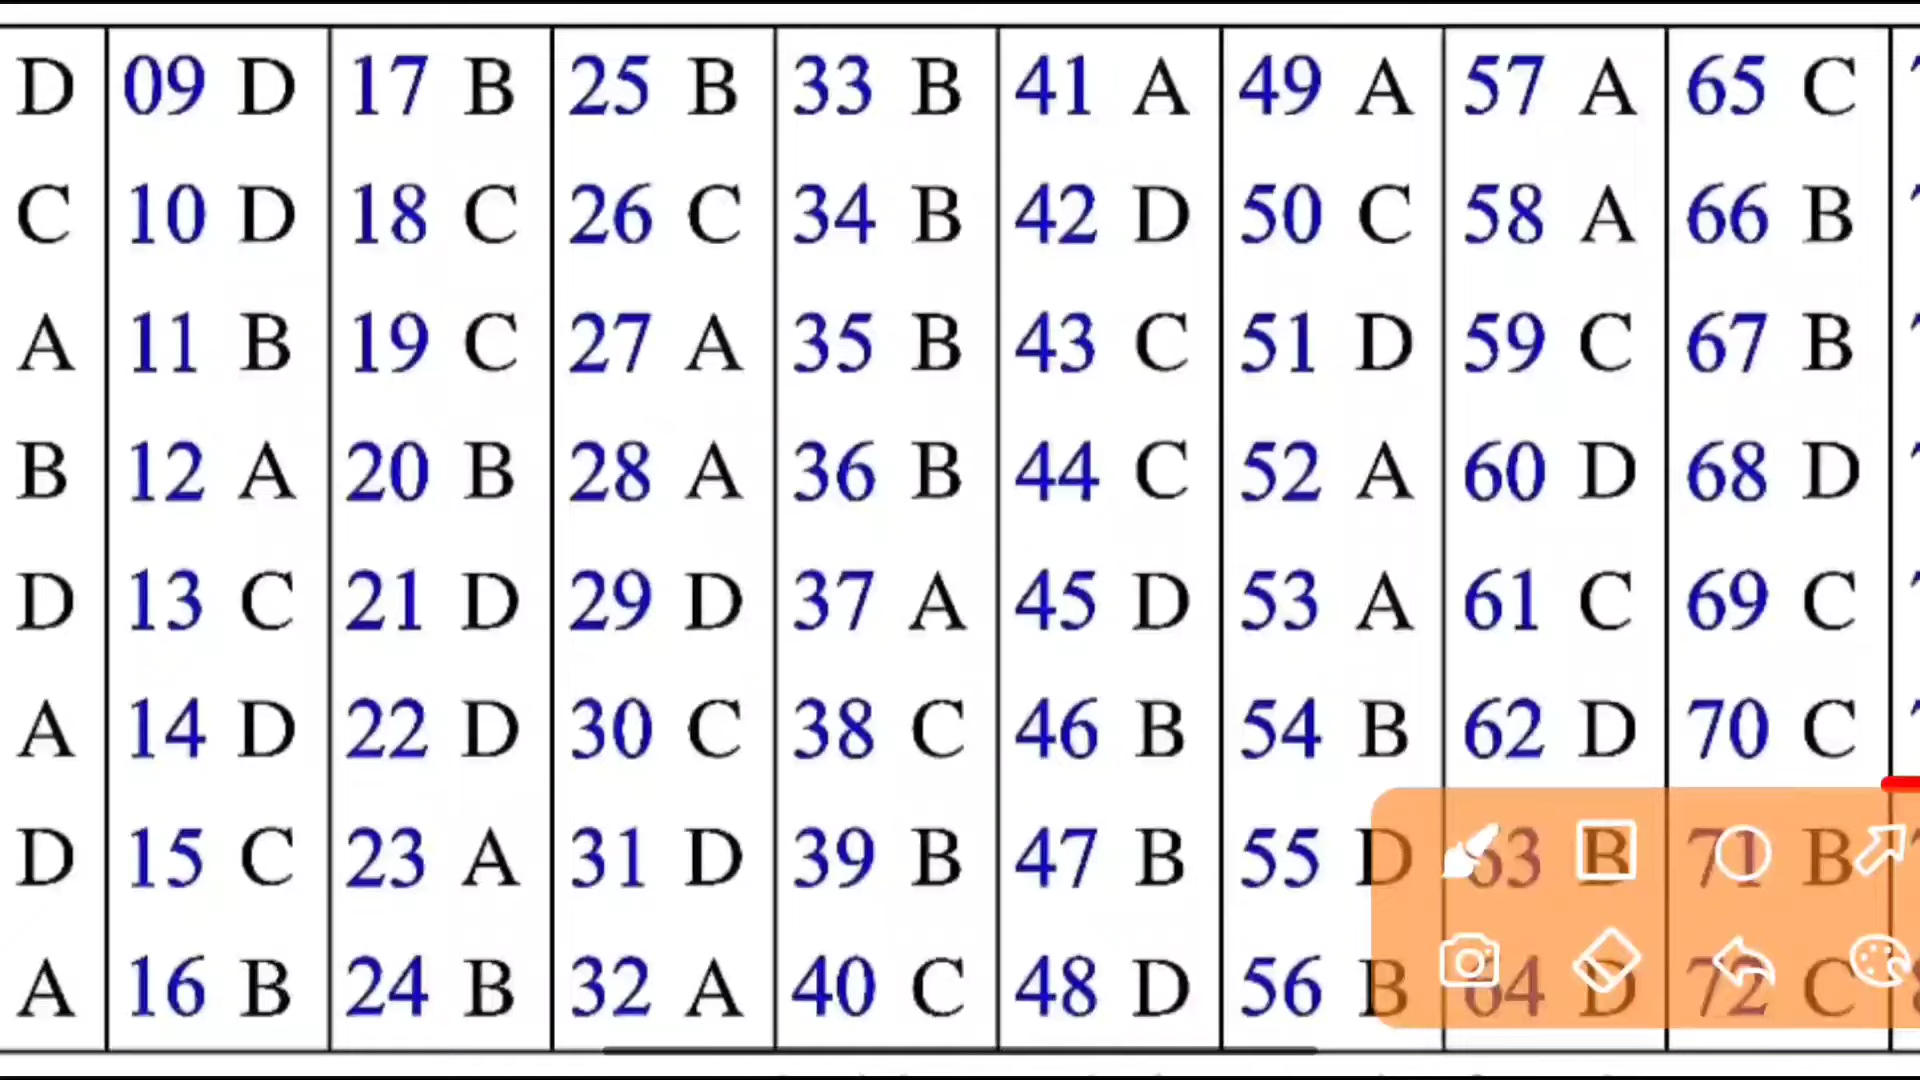 D 09 D 17 B 25 B 33 B 41 A 49 A 57 A 65 C
C 10 D 18 C 26 C 34 B 42 D 50 C 58 A 66 B
A 11 B 19 C 27 A 35 B 43 C 51 D 59 C 67 B
B 12 A 20 B 28 A 36 B 44 C 52 A 60 D 68 D
D 13 C 21 D 29 D 37 A 45 D 53 A 61 C 69 C
A 14 D 22 D 30 C 38 C 46 B 54 B 62 D 70 C
D 15 C 23 A 31 D 39 B 47 B 55 D 63 B 71 B
A 16 B 24 B 32 A 40 C 48 D 56 B 64 D 72 C